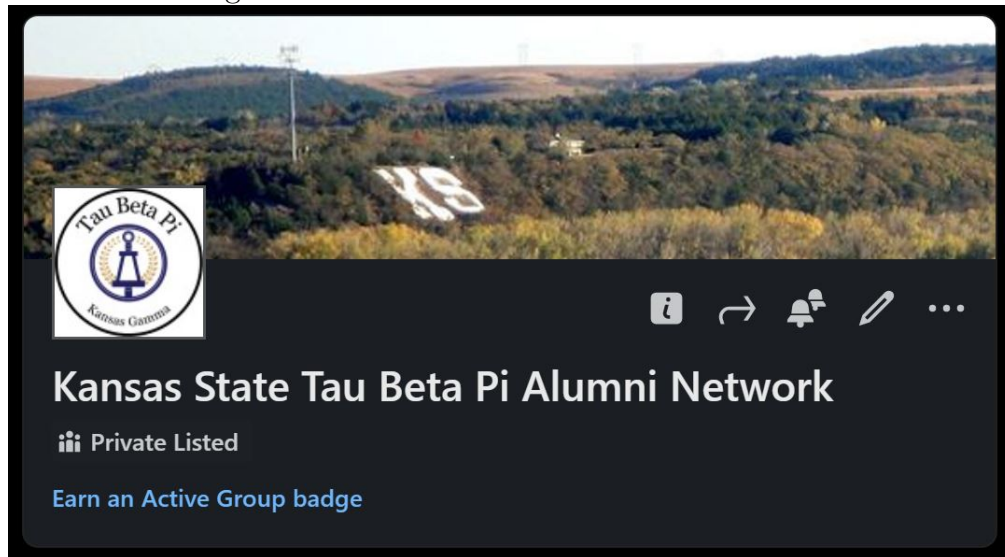 KS
Tau Beta Pi
Kansas Gamma
Kansas State Tau Beta Pi Alumni Network
Private Listed
Earn an Active Group badge